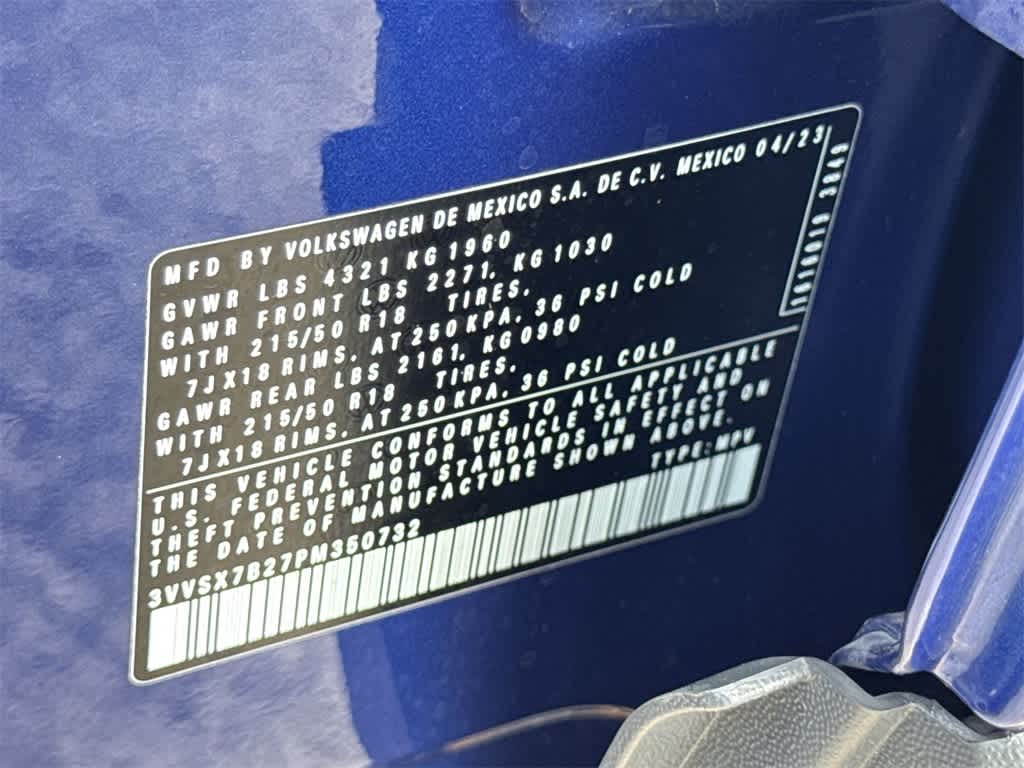 MFD BY VOLKSWAGEN DE MEXICO S.A. DE C.V. MEXICO 04/23
GVWR LBS 4321 KG 1960
GAWR FRONT LBS 2271, KG 1030
WITH 215/50 R18 TIRES,
7JX18 RIMS, AT 250 KPA, 36 PSI COLD
GAWR REAR LBS 2161, KG 0980
WITH 215/50 R18 TIRES,
7JX18 RIMS, AT 250 KPA, 36 PSI COLD
THIS VEHICLE CONFORMS TO ALL APPLICABLE
U.S. FEDERAL MOTOR VEHICLE SAFETY AND
THEFT PREVENTION STANDARDS IN EFFECT ON
THE DATE OF MANUFACTURE SHOWN ABOVE.
3VVSX7B27PM350732 TYPE: MPV